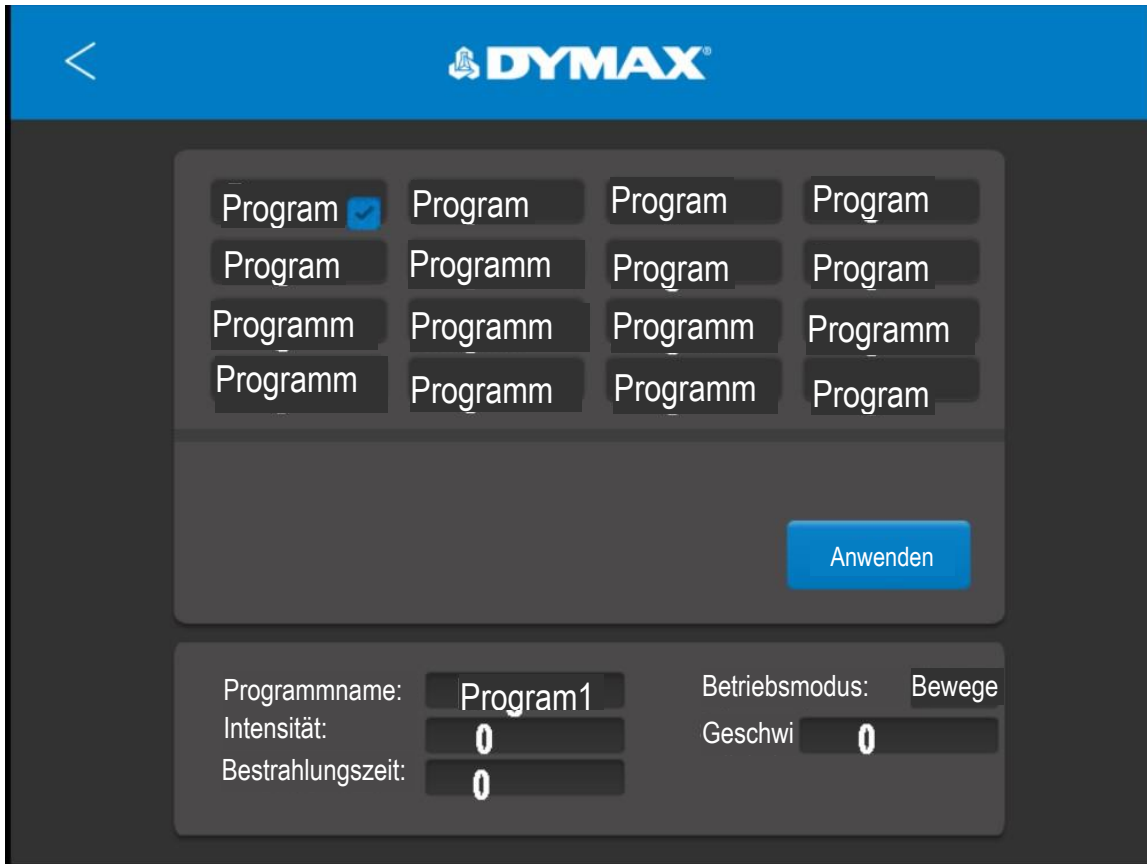 DYMAX®
Program Program Program Program
Program Programm Program Program
Programm Programm Programm Programm
Programm Programm Programm Program
Anwenden
Programmname: Program1 Betriebsmodus: Bewege
Intensität: 0 Geschwi 0
Bestrahlungszeit: 0